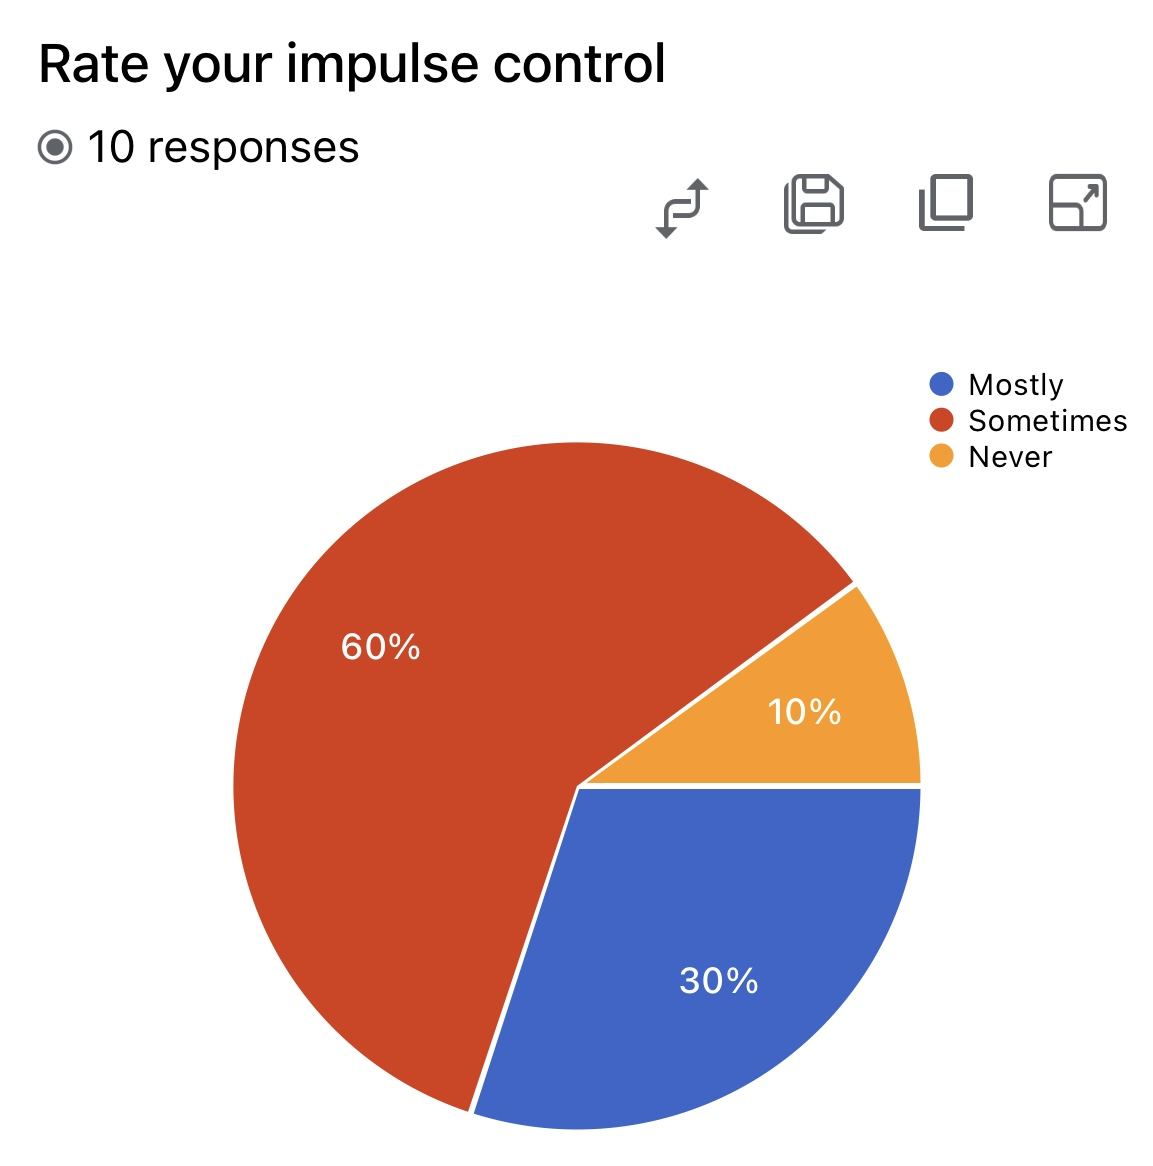 Rate your impulse control
10 responses
Mostly
Sometimes
Never
60%
10%
30%